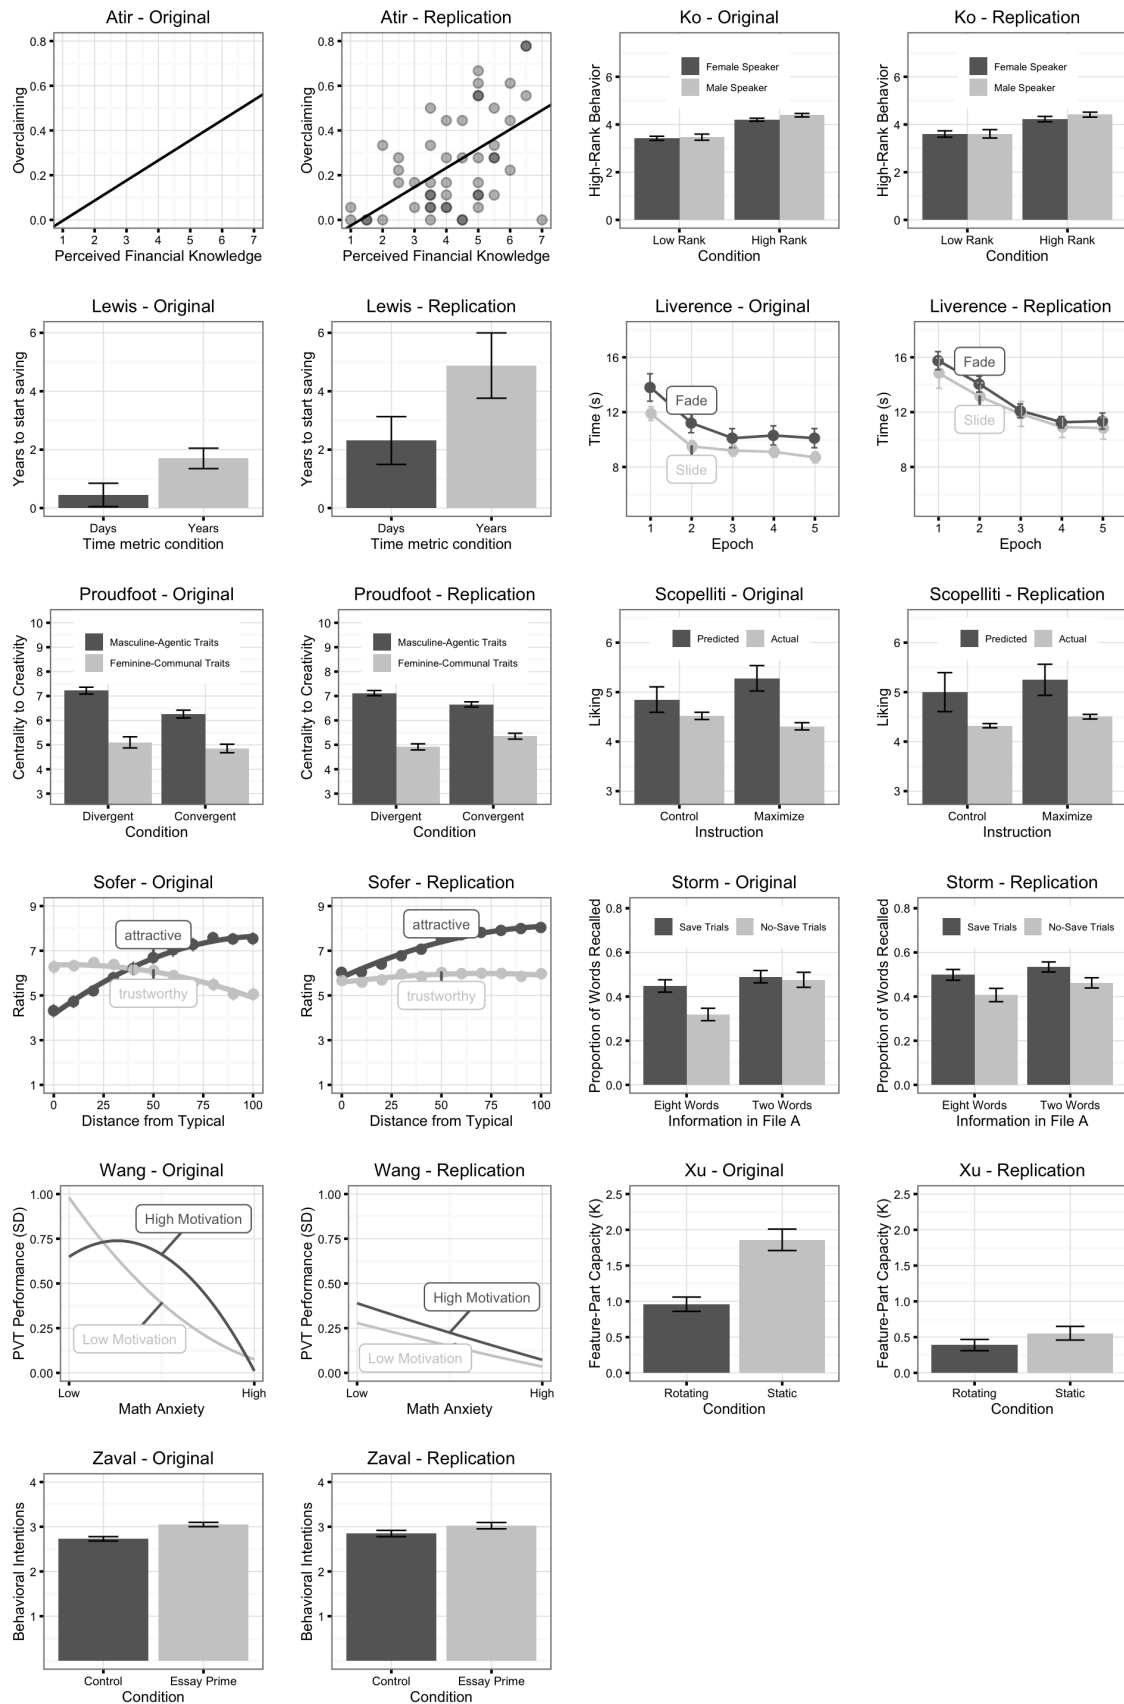 Atir - Original
Atir - Replication
Ko - Original
Ko - Replication
Overclaiming
0.8
0.6
0.4
0.2
0.0
1 2 3 4 5 6 7
Perceived Financial Knowledge
Overclaiming
0.8
0.6
0.4
0.2
0.0
1 2 3 4 5 6 7
Perceived Financial Knowledge
High-Rank Behavior
6
4
2
0
Female Speaker
Male Speaker
Low Rank High Rank
Condition
High-Rank Behavior
6
4
2
0
Female Speaker
Male Speaker
Low Rank High Rank
Condition
Lewis - Original
Lewis - Replication
Liverence - Original
Liverence - Replication
Years to start saving
6
4
2
0
Days Years
Time metric condition
Years to start saving
6
4
2
0
Days Years
Time metric condition
Time (s)
16
12
8
Fade
Slide
1 2 3 4 5
Epoch
Time (s)
16
12
8
Fade
Slide
1 2 3 4 5
Epoch
Proudfoot - Original
Proudfoot - Replication
Scopelliti - Original
Scopelliti - Replication
Centrality to Creativity
10
9
8
7
6
5
4
3
Masculine-Agentic Traits
Feminine-Communal Traits
Divergent Convergent
Condition
Centrality to Creativity
10
9
8
7
6
5
4
3
Masculine-Agentic Traits
Feminine-Communal Traits
Divergent Convergent
Condition
Liking
6
5
4
3
Predicted Actual
Control Maximize
Instruction
Liking
6
5
4
3
Predicted Actual
Control Maximize
Instruction
Sofer - Original
Sofer - Replication
Storm - Original
Storm - Replication
Rating
9
7
5
3
1
attractive
trustworthy
0 25 50 75 100
Distance from Typical
Rating
9
7
5
3
1
attractive
trustworthy
0 25 50 75 100
Distance from Typical
Proportion of Words Recalled
0.8
0.6
0.4
0.2
0.0
Save Trials No-Save Trials
Eight Words Two Words
Information in File A
Proportion of Words Recalled
0.8
0.6
0.4
0.2
0.0
Save Trials No-Save Trials
Eight Words Two Words
Information in File A
Wang - Original
Wang - Replication
Xu - Original
Xu - Replication
PVT Performance (SD)
1.00
0.75
0.50
0.25
0.00
High Motivation
Low Motivation
Low High
Math Anxiety
PVT Performance (SD)
1.00
0.75
0.50
0.25
0.00
High Motivation
Low Motivation
Low High
Math Anxiety
Feature-Part Capacity (K)
2.5
2.0
1.5
1.0
0.5
0.0
Rotating Static
Condition
Feature-Part Capacity (K)
2.5
2.0
1.5
1.0
0.5
0.0
Rotating Static
Condition
Zaval - Original
Zaval - Replication
Behavioral Intentions
4
3
2
1
Control Essay Prime
Condition
Behavioral Intentions
4
3
2
1
Control Essay Prime
Condition